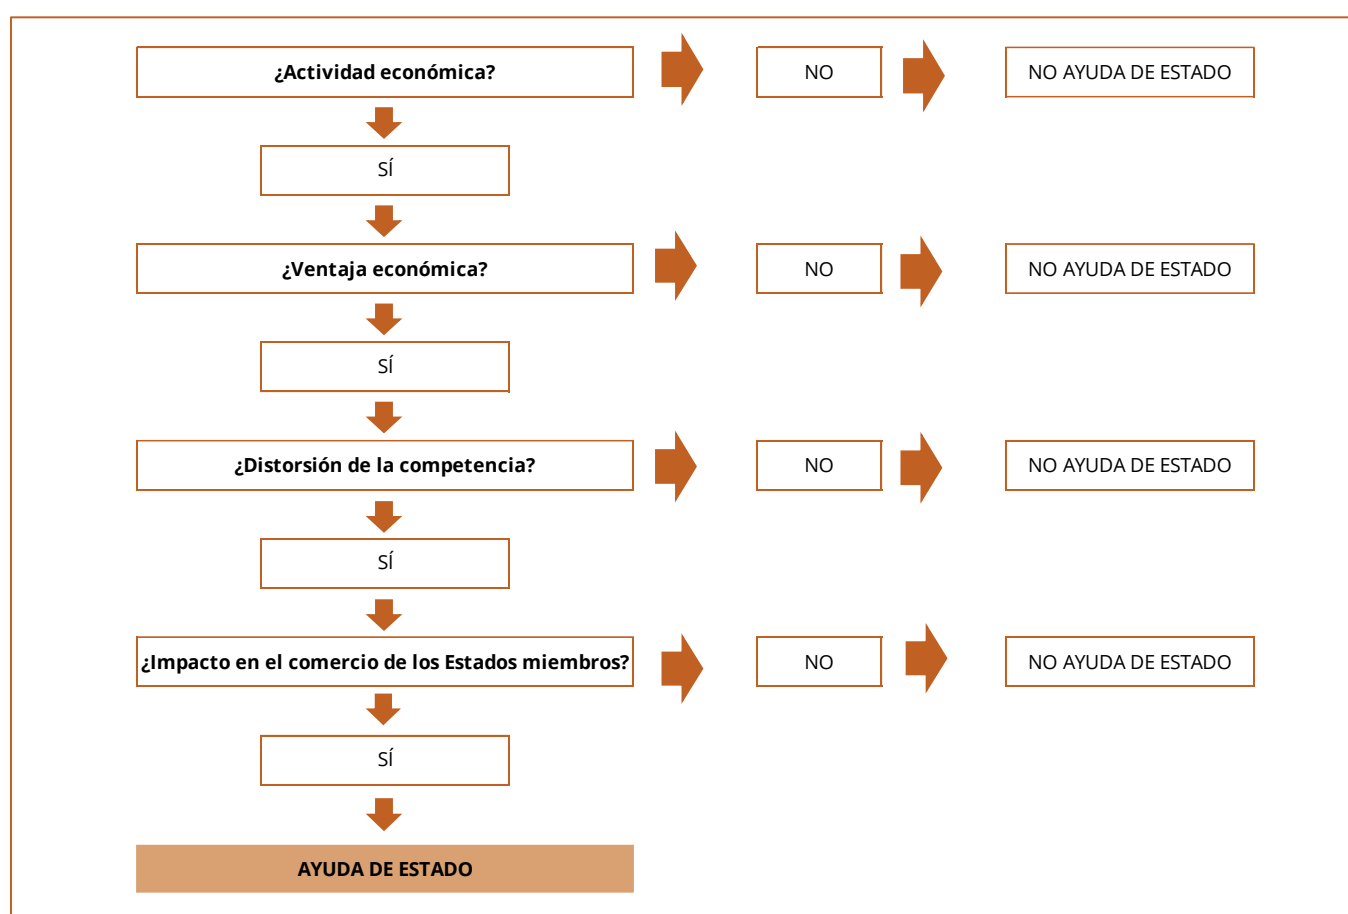 ¿Actividad económica?
NO
NO AYUDA DE ESTADO
SÍ
¿Ventaja económica?
NO
NO AYUDA DE ESTADO
SÍ
¿Distorsión de la competencia?
NO
NO AYUDA DE ESTADO
SÍ
¿Impacto en el comercio de los Estados miembros?
NO
NO AYUDA DE ESTADO
SÍ
AYUDA DE ESTADO